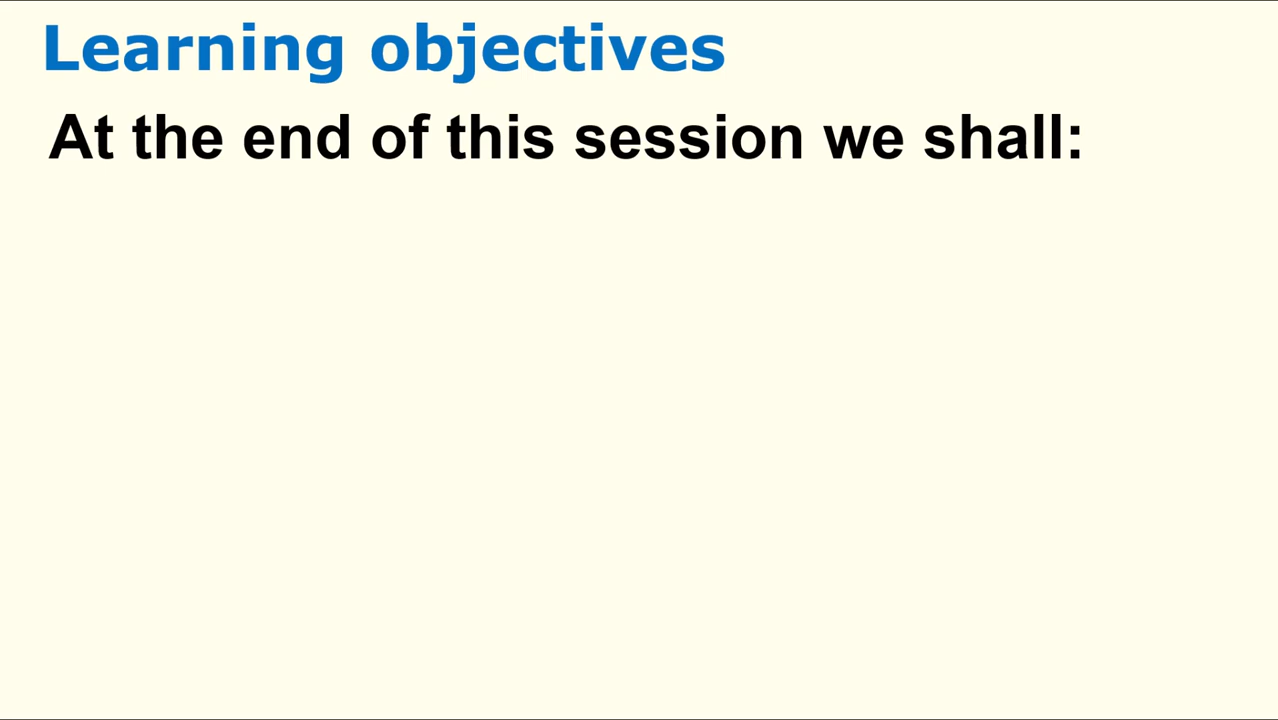 Learning objectives
At the end of this session we shall: